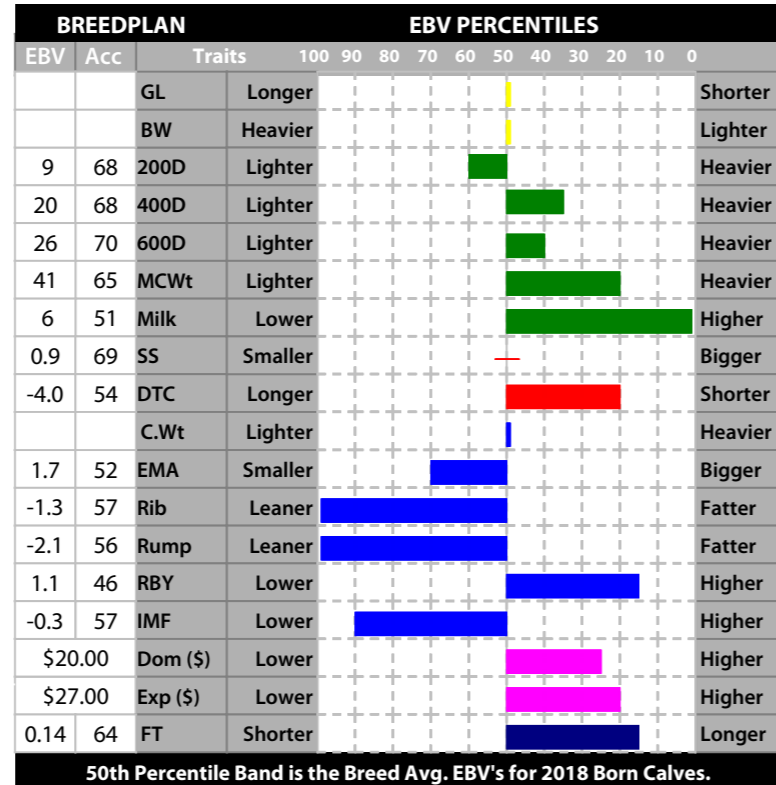 BREEDPLAN EBV PERCENTILES
EBV Acc Traits 100 90 80 70 60 50 40 30 20 10 0
GL Longer Shorter
BW Heavier Lighter
9 68 200D Lighter Heavier
20 68 400D Lighter Heavier
26 70 600D Lighter Heavier
41 65 MCWt Lighter Heavier
6 51 Milk Lower Higher
0.9 69 SS Smaller Bigger
-4.0 54 DTC Longer Shorter
C.Wt Lighter Heavier
1.7 52 EMA Smaller Bigger
-1.3 57 Rib Leaner Fatter
-2.1 56 Rump Leaner Fatter
1.1 46 RBY Lower Higher
-0.3 57 IMF Lower Higher
$20.00 Dom ($) Lower Higher
$27.00 Exp ($) Lower Higher
0.14 64 FT Shorter Longer
50th Percentile Band is the Breed Avg. EBV's for 2018 Born Calves.